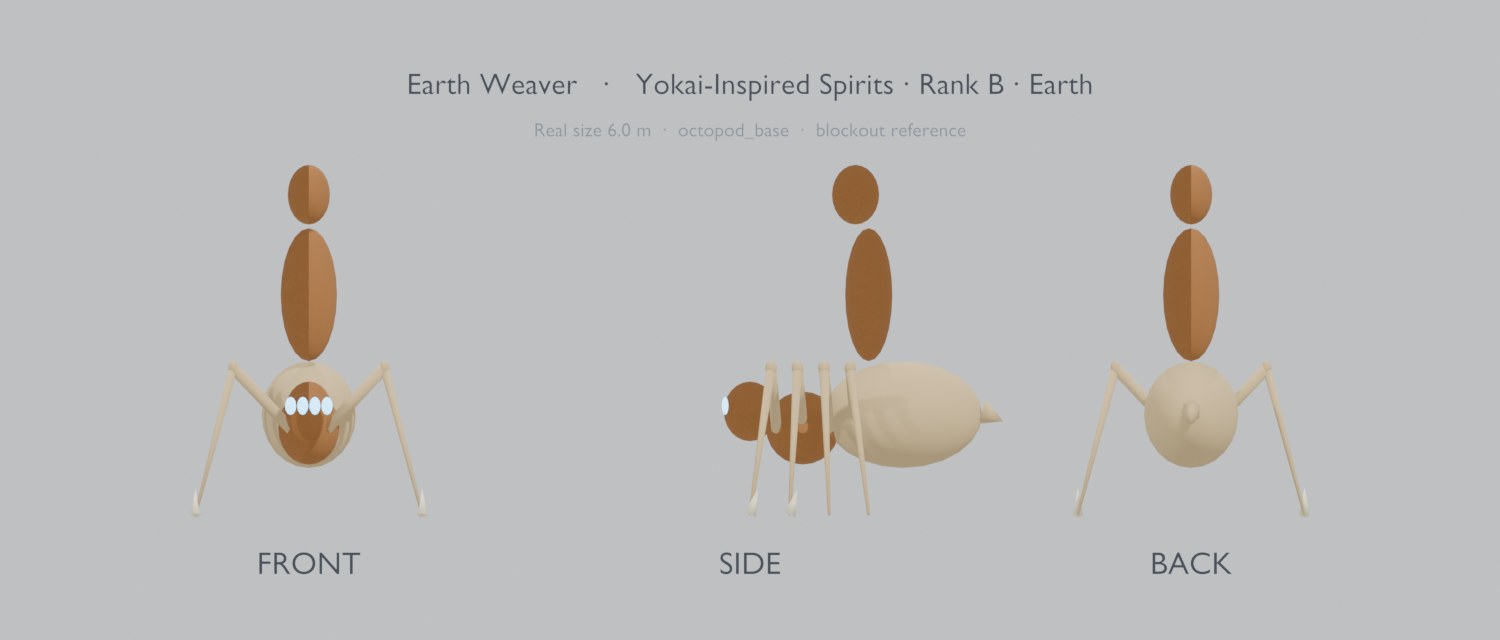 Earth Weaver · Yokai-Inspired Spirits · Rank B · Earth
Real size 6.0 m · octopod_base · blockout reference
FRONT
SIDE
BACK